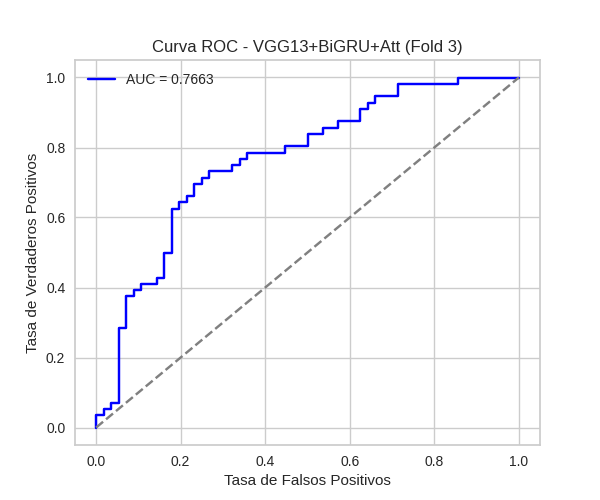 Curva ROC - VGG13+BiGRU+Att (Fold 3)
AUC = 0.7663
Tasa de Verdaderos Positivos
1.0
0.8
0.6
0.4
0.2
0.0
0.0 0.2 0.4 0.6 0.8 1.0
Tasa de Falsos Positivos